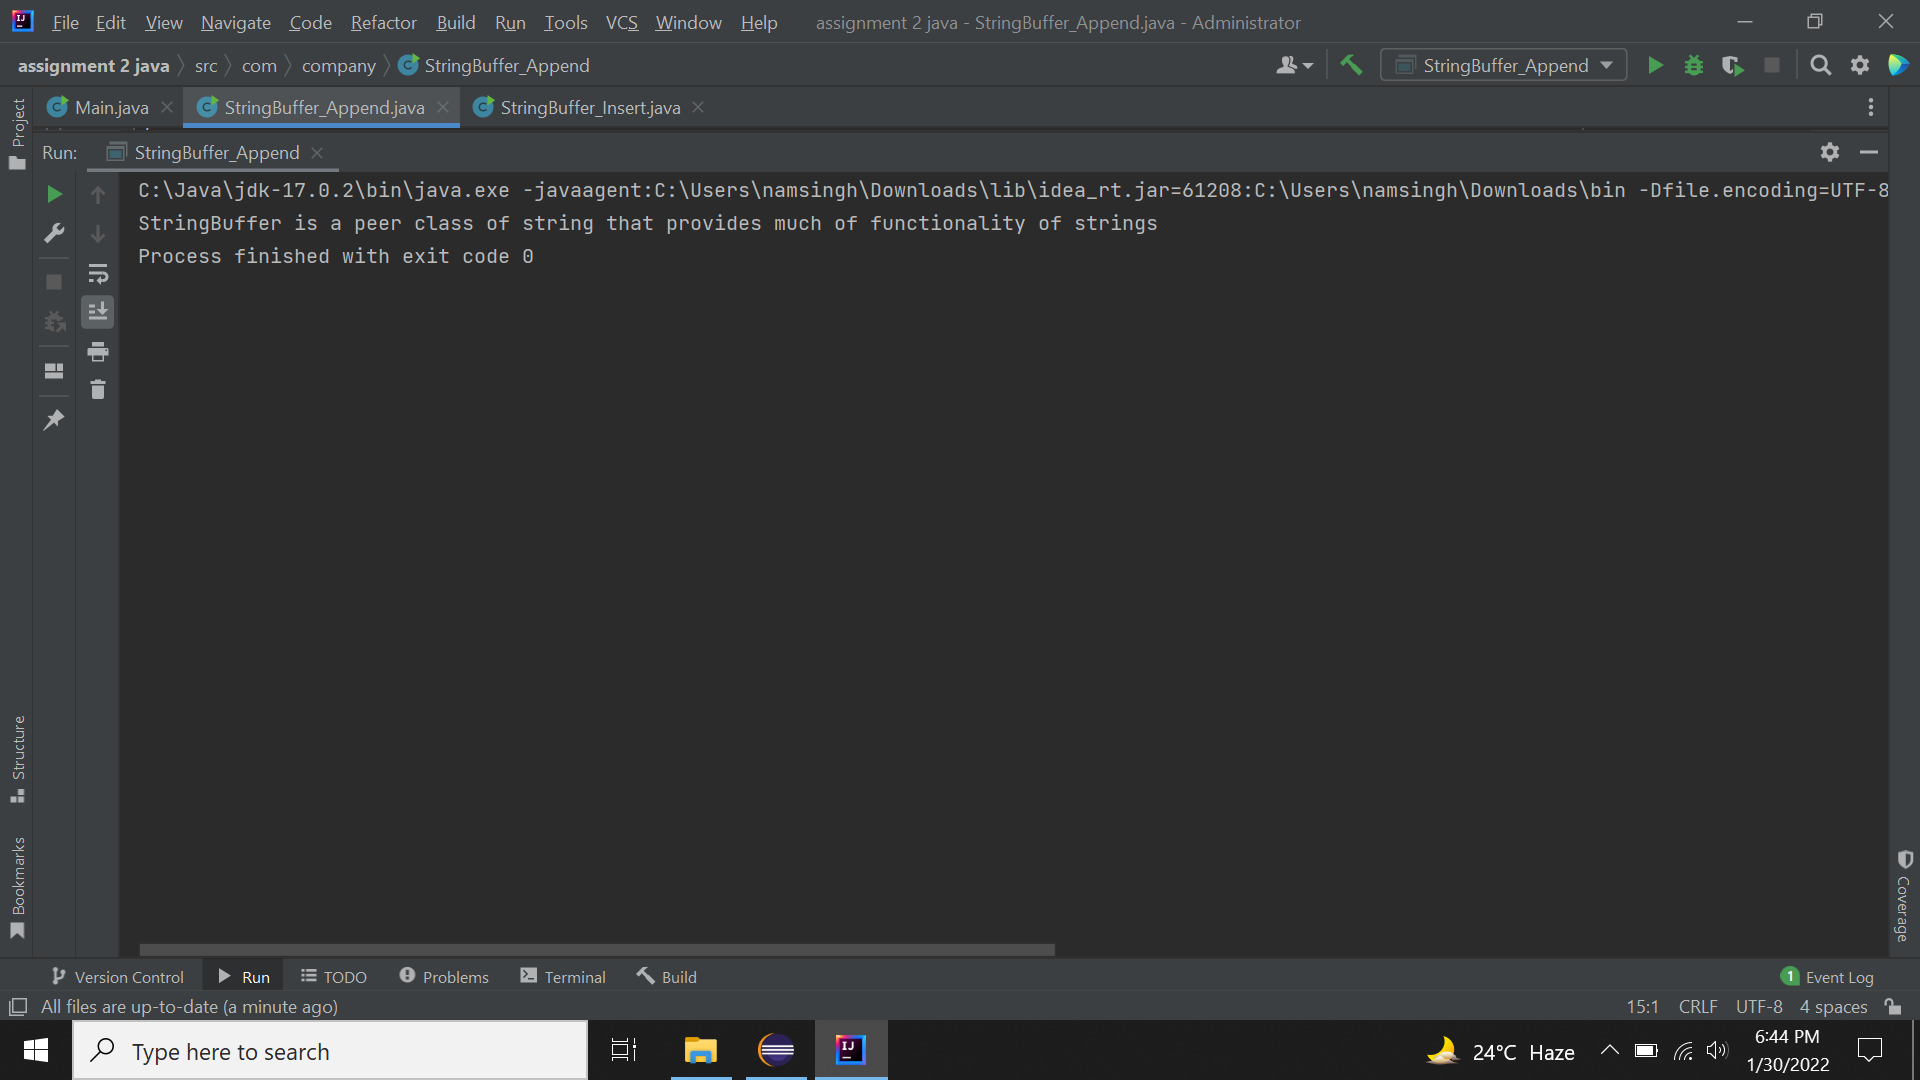 File Edit View Navigate Code Refactor Build Run Tools VCS Window Help assignment 2 java - StringBuffer_Append.java - Administrator
assignment 2 java src com company StringBuffer_Append StringBuffer_Append
Main.java StringBuffer_Append.java StringBuffer_Insert.java
Project
Run: StringBuffer_Append
C:\Java\jdk-17.0.2\bin\java.exe -javaagent:C:\Users\namsingh\Downloads\lib\idea_rt.jar=61208:C:\Users\namsingh\Downloads\bin -Dfile.encoding=UTF-8
StringBuffer is a peer class of string that provides much of functionality of strings
Process finished with exit code 0
Structure
Bookmarks
Coverage
Version Control Run TODO Problems Terminal Build 1 Event Log
All files are up-to-date (a minute ago) 15:1 CRLF UTF-8 4 spaces
Type here to search 24°C Haze 6:44 PM
1/30/2022